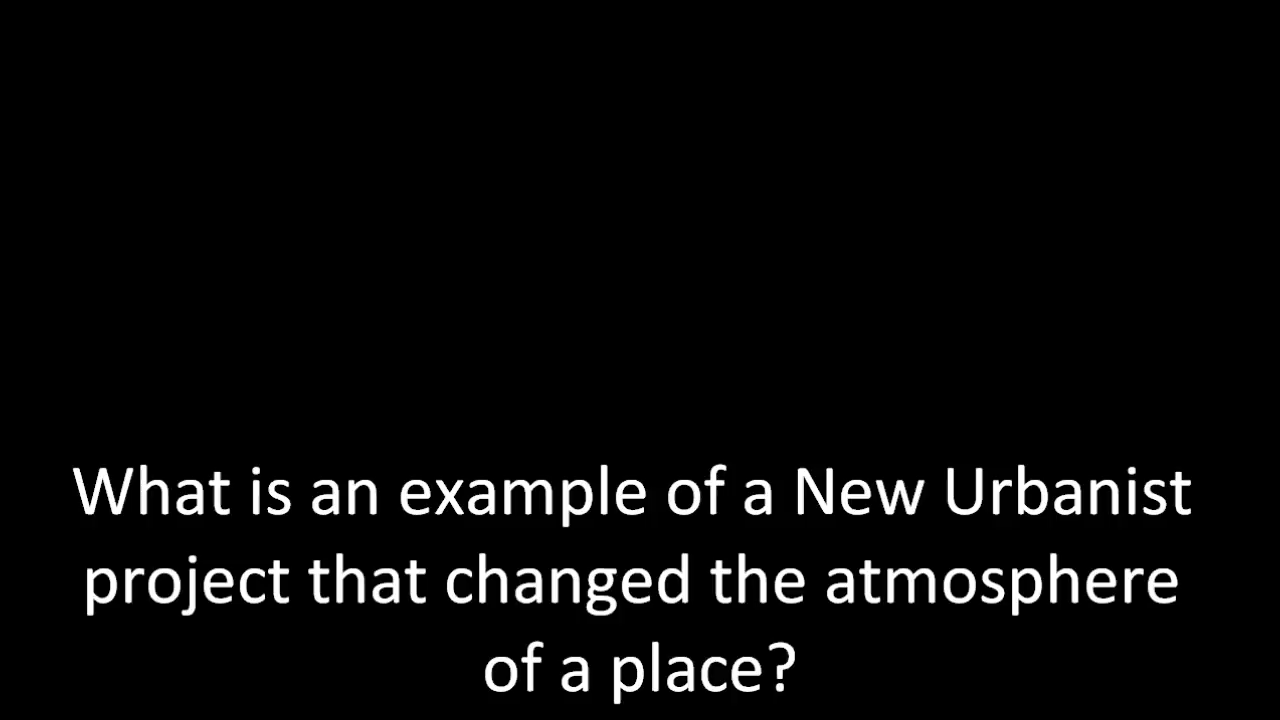 What is an example of a New Urbanist
project that changed the atmosphere
of a place?